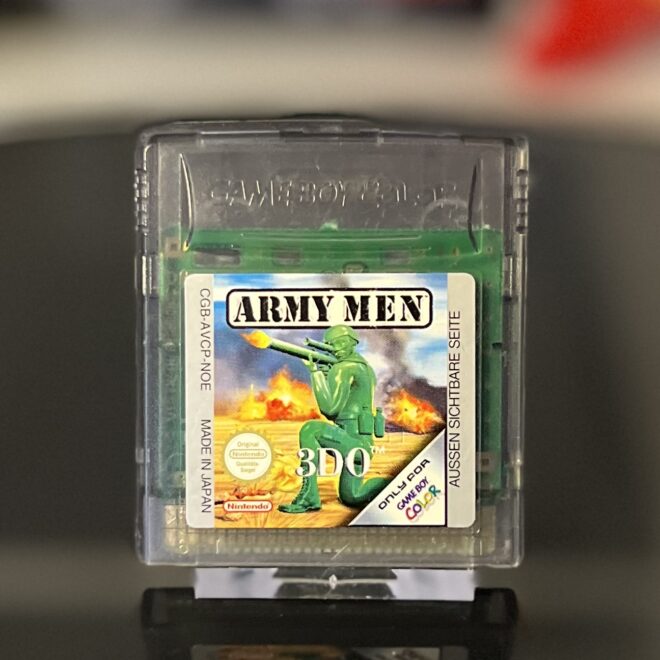 GAME BOY COLOR
ARMY MEN
CGB-AVCP-NOE
MADE IN JAPAN
AUSSEN SICHTBARE SEITE
Original
Nintendo
Qualitäts-
Siegel
3DO™
Nintendo
ONLY FOR
GAME BOY
COLOR